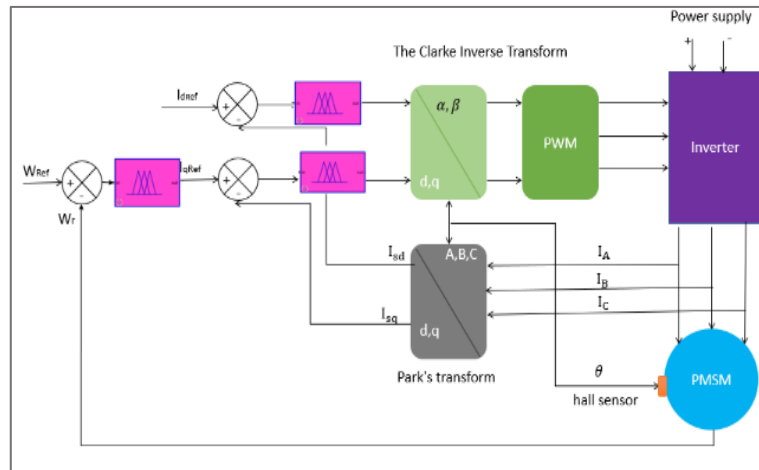 Power supply
+ -
The Clarke Inverse Transform
IdRef
+
-
α, β
PWM
Inverter
WRef
+
-
IqRef
+
-
d,q
Wr
A,B,C
Isd
IA
IB
IC
Isq
d,q
Park's transform
θ
hall sensor
PMSM